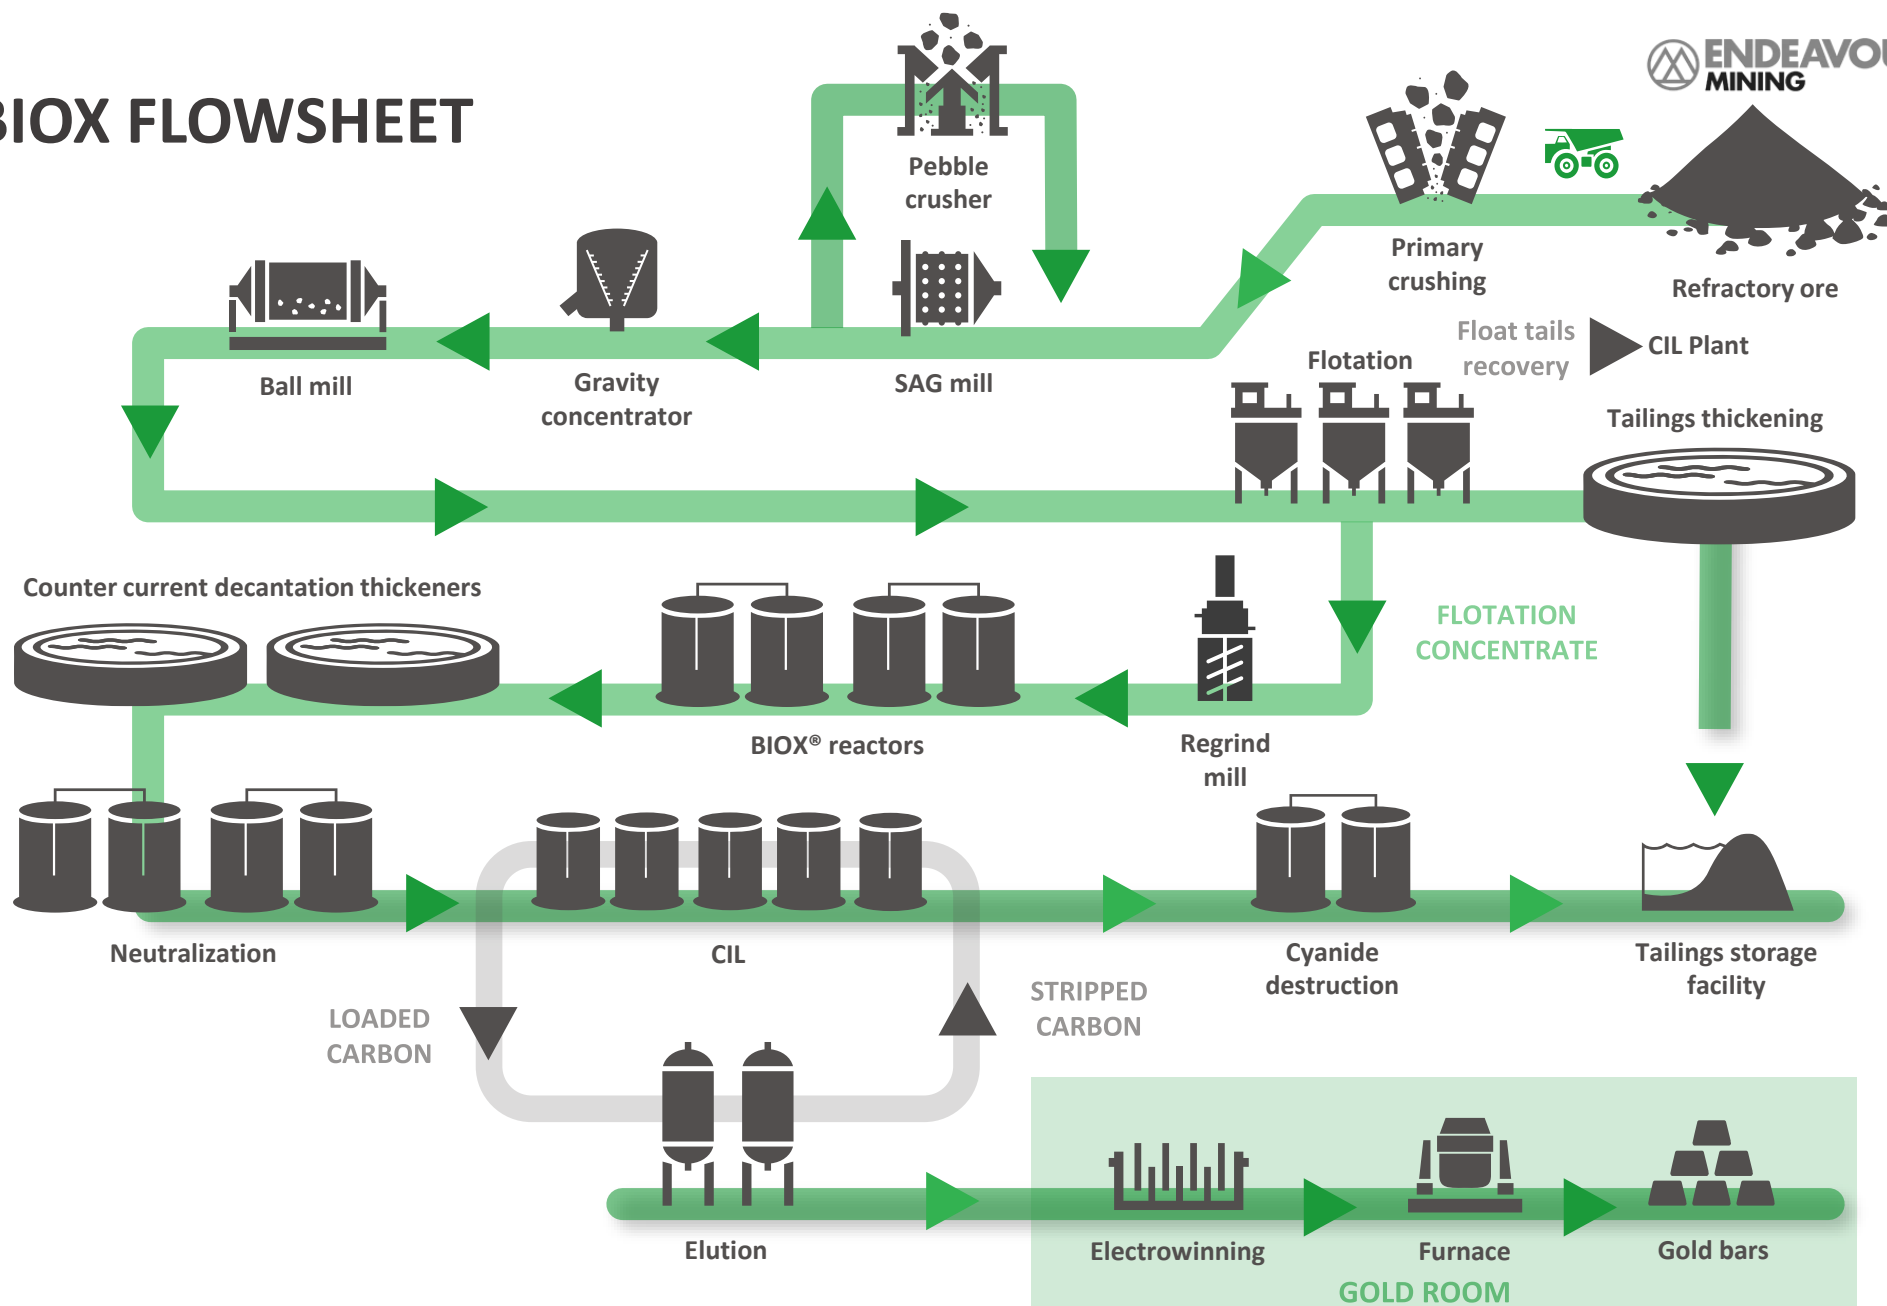 BIOX FLOWSHEET
ENDEAVOU
MINING
Pebble
crusher
Primary
crushing
Refractory ore
Float tails
recovery
CIL Plant
Flotation
Ball mill
Gravity
concentrator
SAG mill
Tailings thickening
Counter current decantation thickeners
FLOTATION
CONCENTRATE
BIOX® reactors
Regrind
mill
Neutralization
CIL
Cyanide
destruction
Tailings storage
facility
LOADED
CARBON
STRIPPED
CARBON
Elution
Electrowinning
Furnace
Gold bars
GOLD ROOM